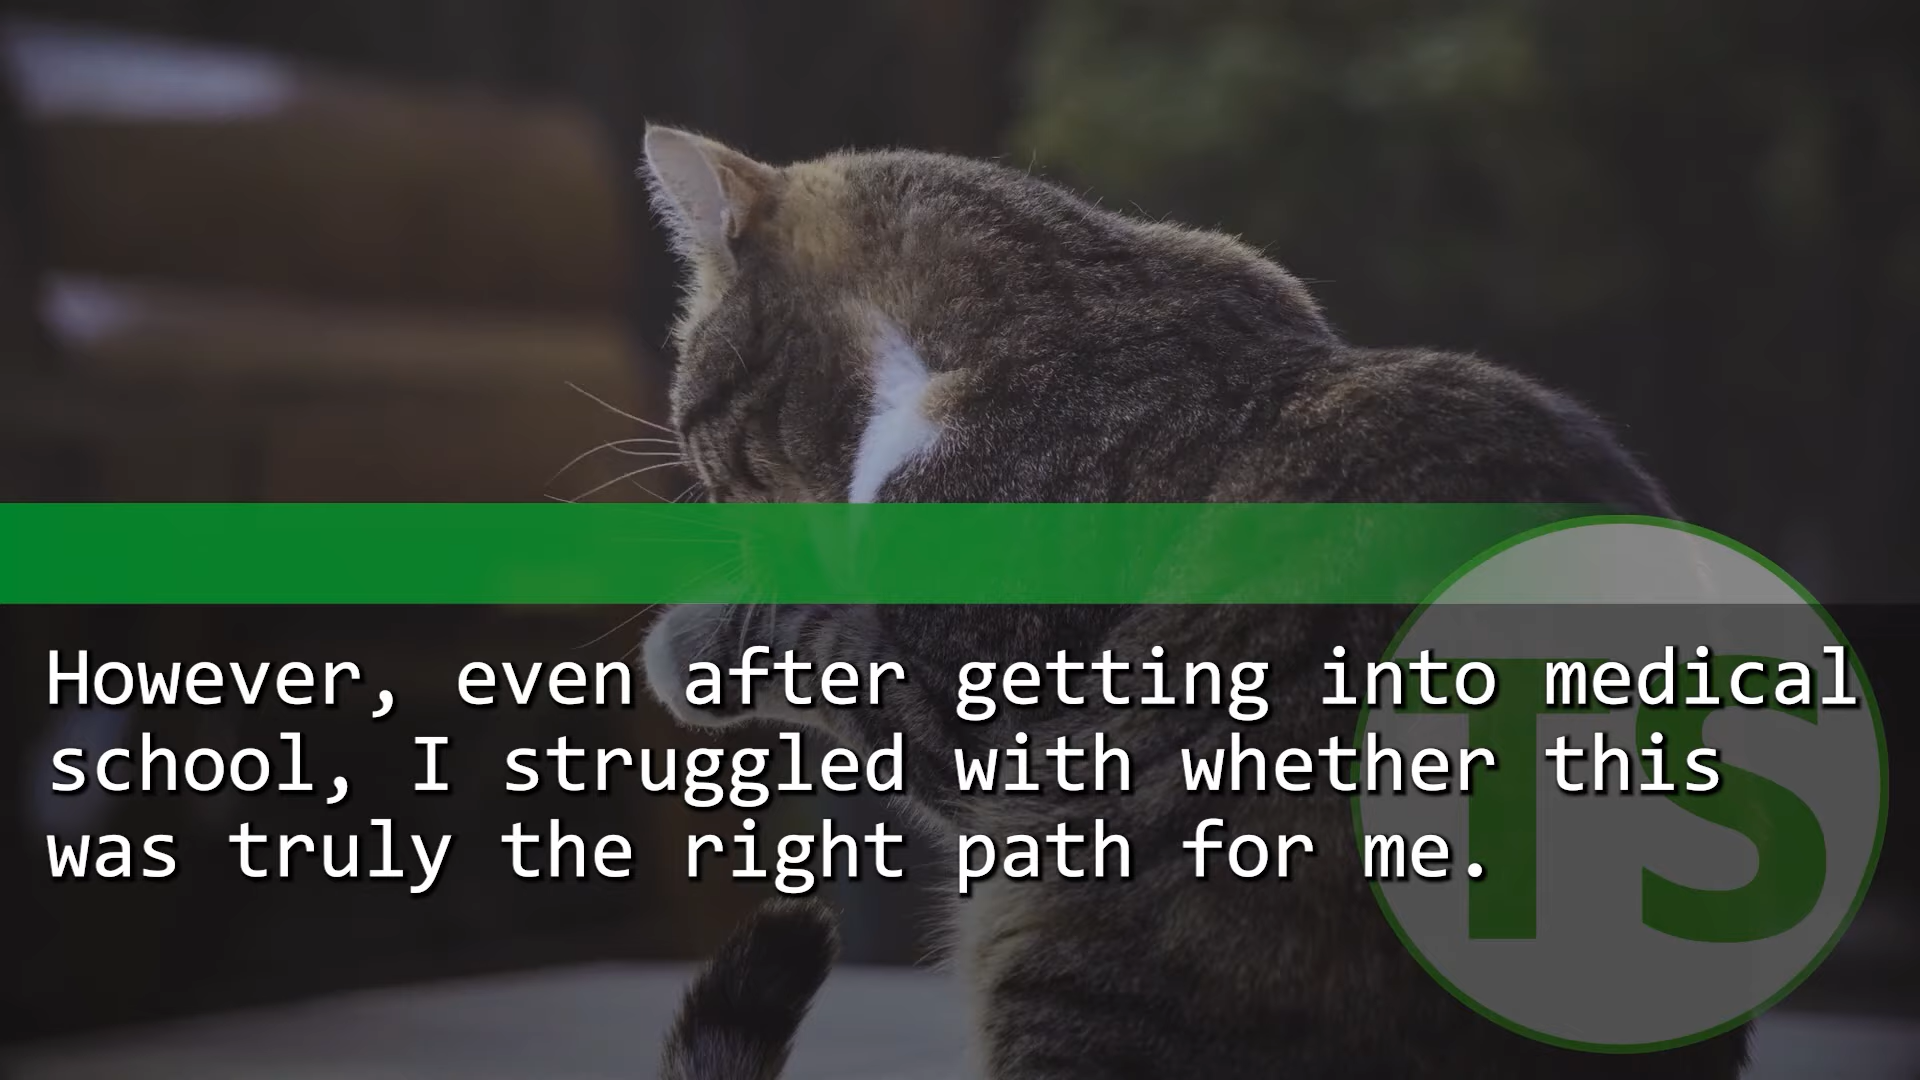 However, even after getting into medical
school, I struggled with whether this
was truly the right path for me.
TS